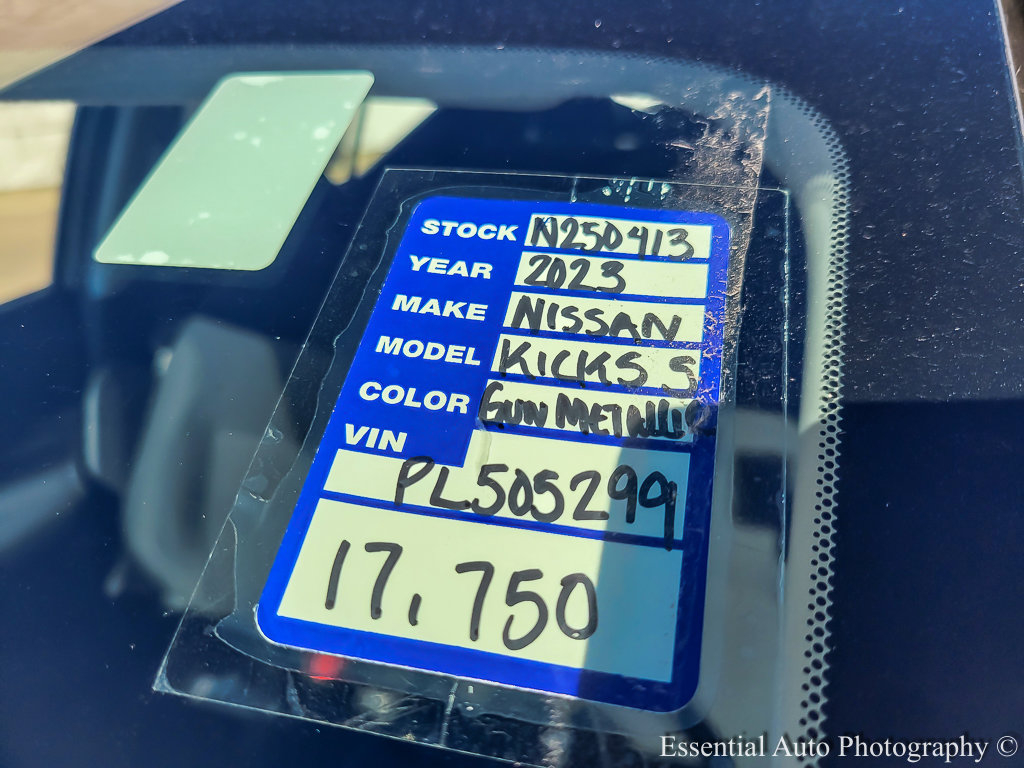 STOCK N250413
YEAR 2023
MAKE NISSAN
MODEL KICKS S
COLOR GUN METALLIC
VIN
PL505299
17,750
Essential Auto Photography ©